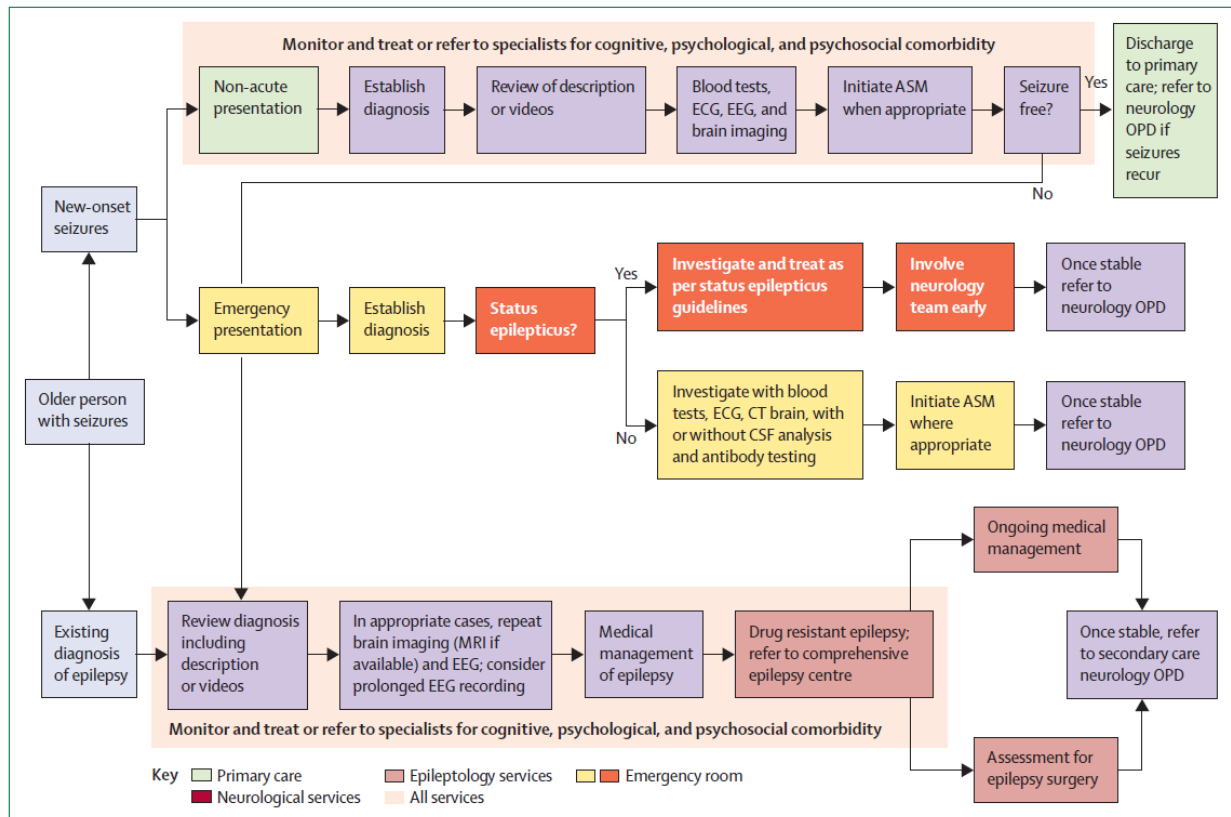 Monitor and treat or refer to specialists for cognitive, psychological, and psychosocial comorbidity
Non-acute
presentation
Establish
diagnosis
Review of description
or videos
Blood tests,
ECG, EEG, and
brain imaging
Initiate ASM
when appropriate
Seizure
free?
Yes
Discharge
to primary
care; refer to
neurology
OPD if
seizures
recur
No
New-onset
seizures
Emergency
presentation
Establish
diagnosis
Status
epilepticus?
Yes
Investigate and treat as
per status epilepticus
guidelines
Involve
neurology
team early
Once stable
refer to
neurology OPD
Older person
with seizures
No
Investigate with blood
tests, ECG, CT brain, with
or without CSF analysis
and antibody testing
Initiate ASM
where
appropriate
Once stable
refer to
neurology OPD
Existing
diagnosis
of epilepsy
Review diagnosis
including
description
or videos
In appropriate cases, repeat
brain imaging (MRI if
available) and EEG; consider
prolonged EEG recording
Medical
management
of epilepsy
Drug resistant epilepsy;
refer to comprehensive
epilepsy centre
Ongoing medical
management
Once stable, refer
to secondary care
neurology OPD
Assessment for
epilepsy surgery
Monitor and treat or refer to specialists for cognitive, psychological, and psychosocial comorbidity
Key
Primary care
Epileptology services
Emergency room
Neurological services
All services